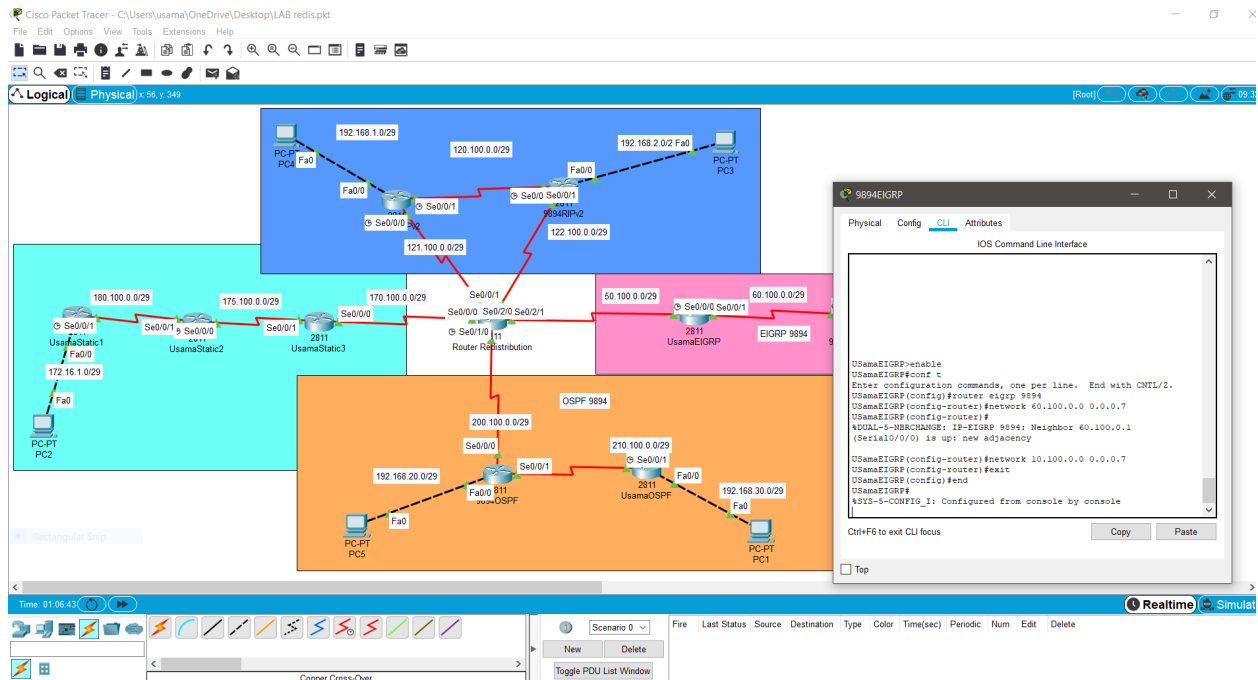 Cisco Packet Tracer - C:\Users\usama\OneDrive\Desktop\LAB redis.pkt
File Edit Options View Tools Extensions Help
Logical Physical x: 56, y: 349 [Root] 09:3
192.168.1.0/29
PC-PT
PC4
Fa0
120.100.0.0/29
192.168.2.0/2 Fa0
PC-PT
PC3
Fa0/0
Fa0/0
Se0/0/1
Se0/0 Se0/0/1
2811
9894RIPv2
Se0/0/0
121.100.0.0/29
122.100.0.0/29
180.100.0.0/29
175.100.0.0/29
170.100.0.0/29
Se0/0/1
Se0/0/1
Se0/0/0
Se0/0/1
Se0/0/0
UsamaStatic1
UsamaStatic2
2811
UsamaStatic3
Fa0/0
172.16.1.0/29
Fa0
PC-PT
PC2
Se0/0/1
Se0/0/0 Se0/2/0 Se0/2/1
Se0/1/0
Router Redistribution
50.100.0.0/29
60.100.0.0/29
Se0/0/0 Se0/0/1
2811
UsamaEIGRP
EIGRP 9894
OSPF 9894
200.100.0.0/29
Se0/0/0
Se0/0/1
210.100.0.0/29
Se0/0/1
2811
UsamaOSPF
Fa0/0
192.168.20.0/29
Fa0/0
9894OSPF
192.168.30.0/29
Fa0
Fa0
PC-PT
PC5
PC-PT
PC1
Rectangular Snip
9894EIGRP
Physical Config CLI Attributes
IOS Command Line Interface
USamaEIGRP>enable
USamaEIGRP#conf t
Enter configuration commands, one per line. End with CNTL/Z.
USamaEIGRP(config)#router eigrp 9894
USamaEIGRP(config-router)#network 60.100.0.0 0.0.0.7
USamaEIGRP(config-router)#
%DUAL-5-NBRCHANGE: IP-EIGRP 9894: Neighbor 60.100.0.1
(Serial0/0/0) is up: new adjacency
USamaEIGRP(config-router)#network 10.100.0.0 0.0.0.7
USamaEIGRP(config-router)#exit
USamaEIGRP(config)#end
USamaEIGRP#
%SYS-5-CONFIG_I: Configured from console by console
Ctrl+F6 to exit CLI focus
Copy
Paste
Top
Time: 01:06:43
Realtime
Simulat
Scenario 0
New
Delete
Toggle PDU List Window
Fire Last Status Source Destination Type Color Time(sec) Periodic Num Edit Delete
Copper Cross-Over